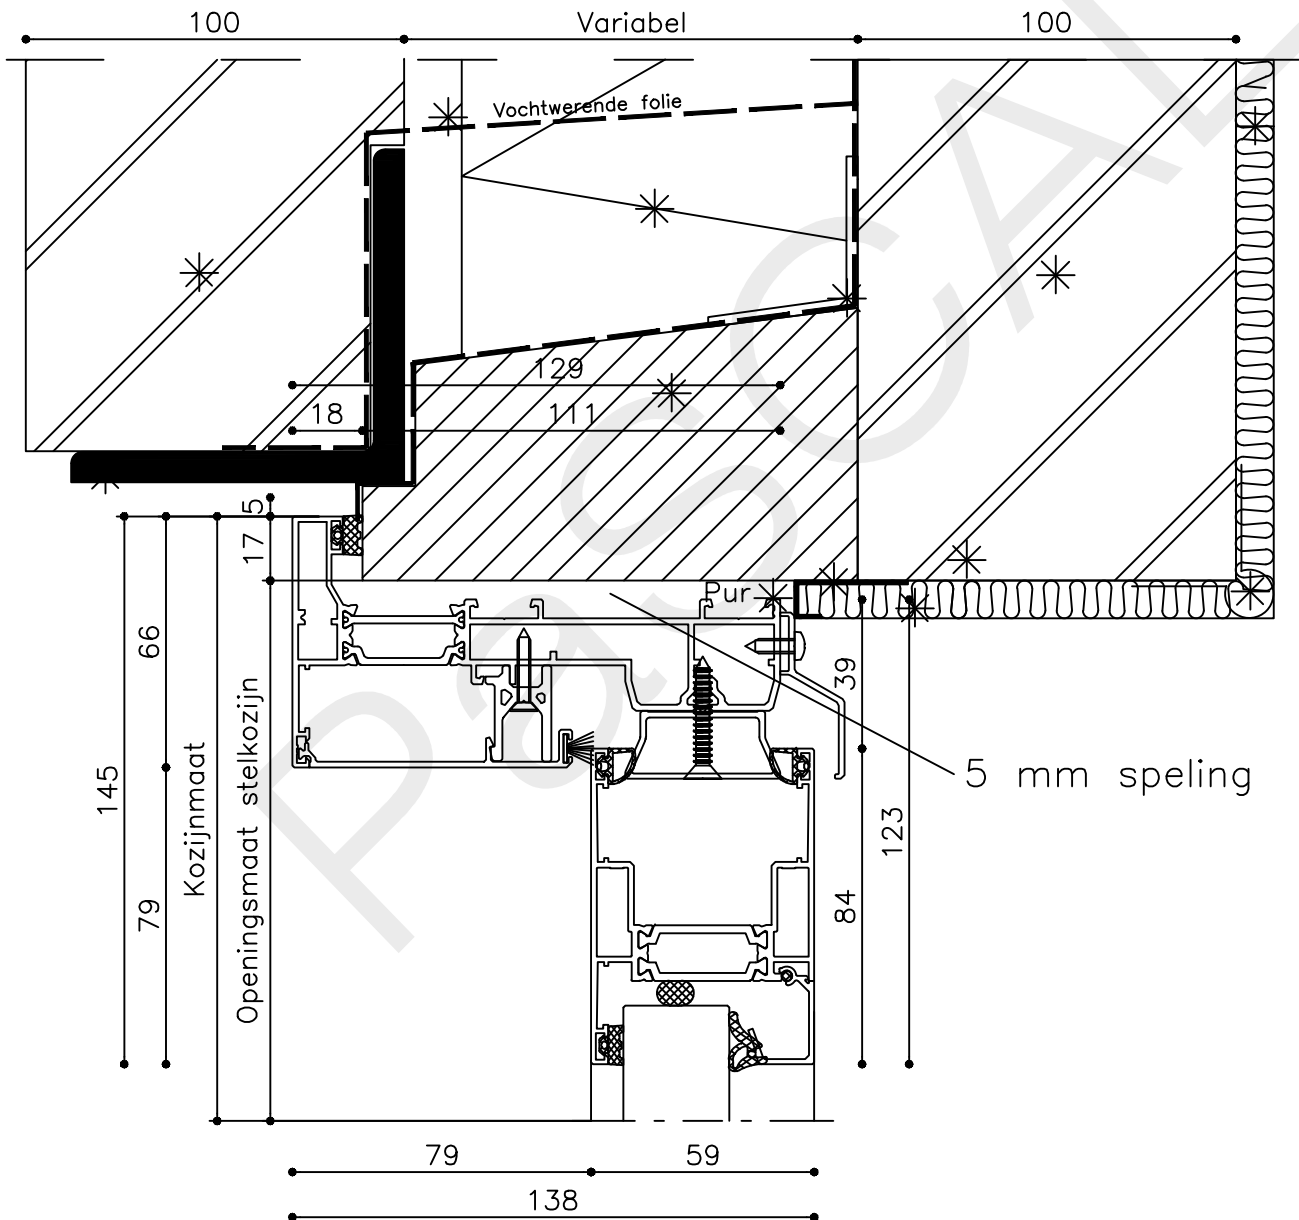 100
Variabel
100
Vochtwerende folie
129
18
111
5
17
Pur
66
39
Kozijnmaat
Openingsmaat stelkozijn
145
5 mm speling
123
79
84
79
59
138
PaSCAL